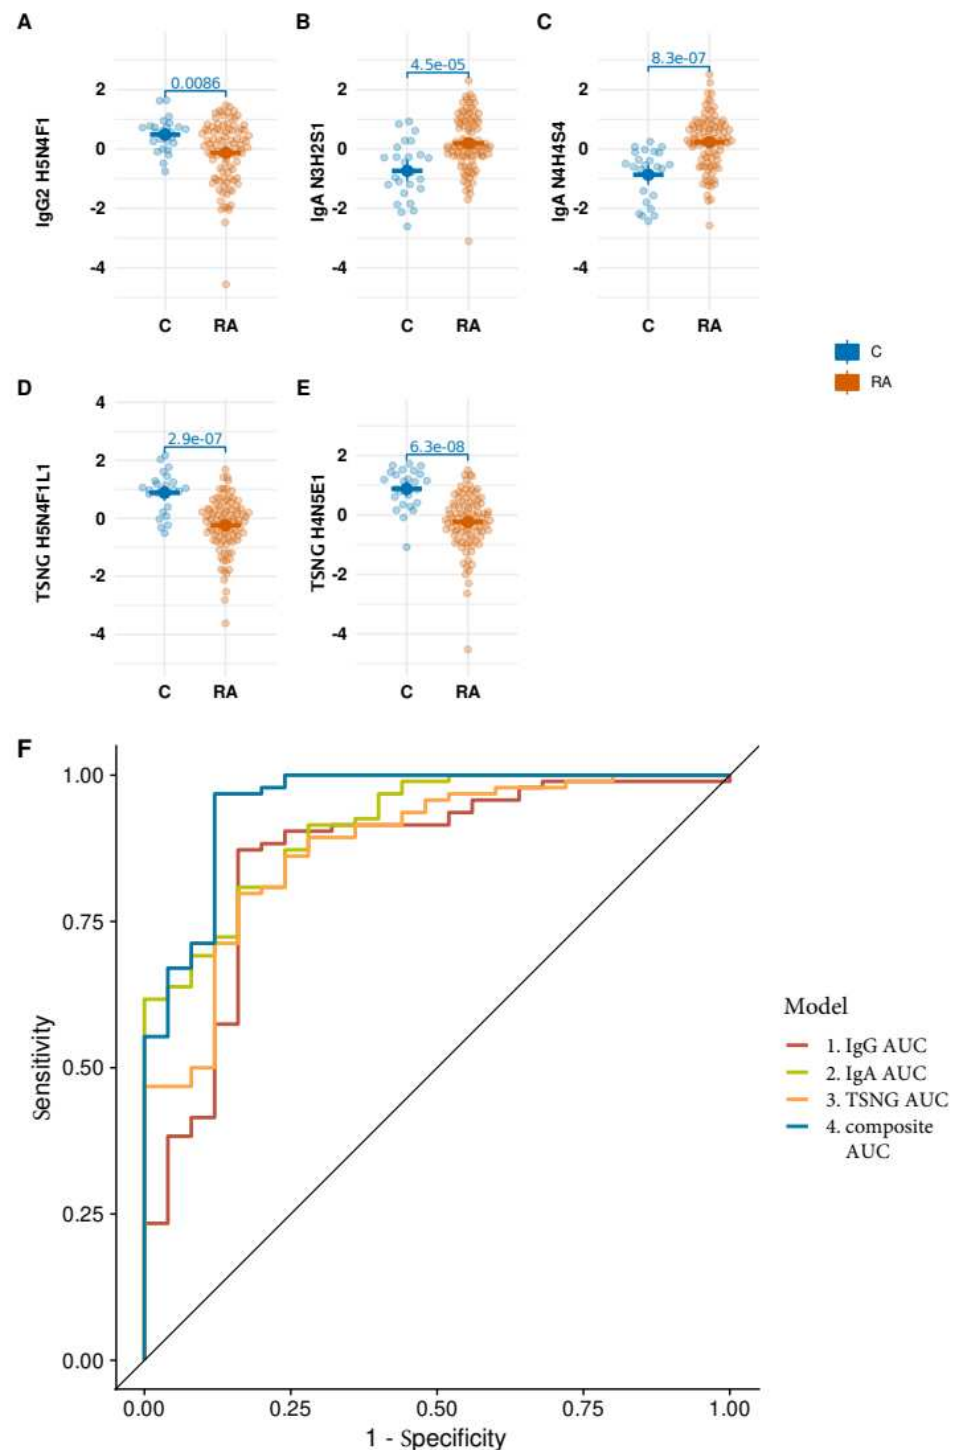 A
B
C
0.0086
4.5e-05
8.3e-07
IgG2 H5N4F1
2
0
-2
-4
C
RA
IgA N3H2S1
2
0
-2
-4
C
RA
IgA N4H4S4
2
0
-2
-4
C
RA
C
RA
D
E
2.9e-07
6.3e-08
TSNG H5N4F1L1
4
2
0
-2
-4
C
RA
TSNG H4N5E1
2
0
-2
-4
C
RA
F
Sensitivity
1.00
0.75
0.50
0.25
0.00
0.00
0.25
0.50
0.75
1.00
1 - Specificity
Model
1. IgG AUC
2. IgA AUC
3. TSNG AUC
4. composite
AUC